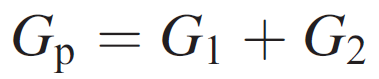 Gₚ = G₁ + G₂